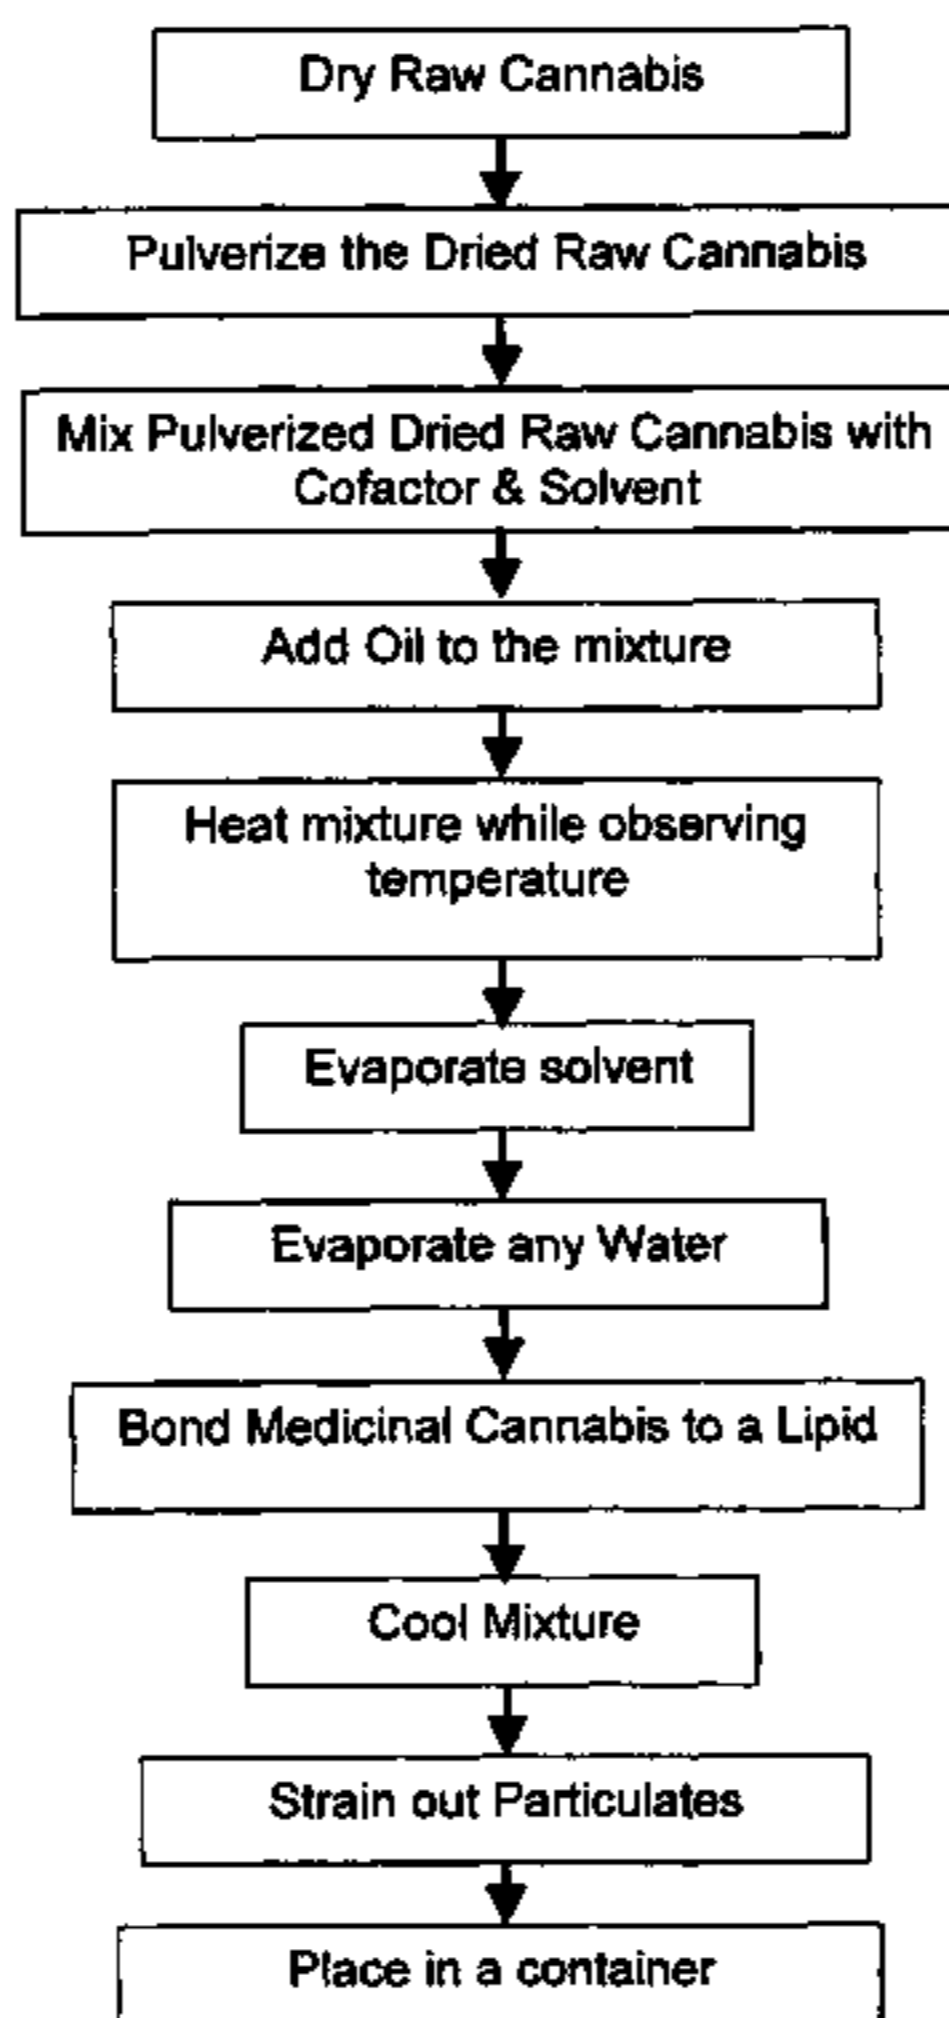 Dry Raw Cannabis
Pulverize the Dried Raw Cannabis
Mix Pulverized Dried Raw Cannabis with
Cofactor & Solvent
Add Oil to the mixture
Heat mixture while observing
temperature
Evaporate solvent
Evaporate any Water
Bond Medicinal Cannabis to a Lipid
Cool Mixture
Strain out Particulates
Place in a container